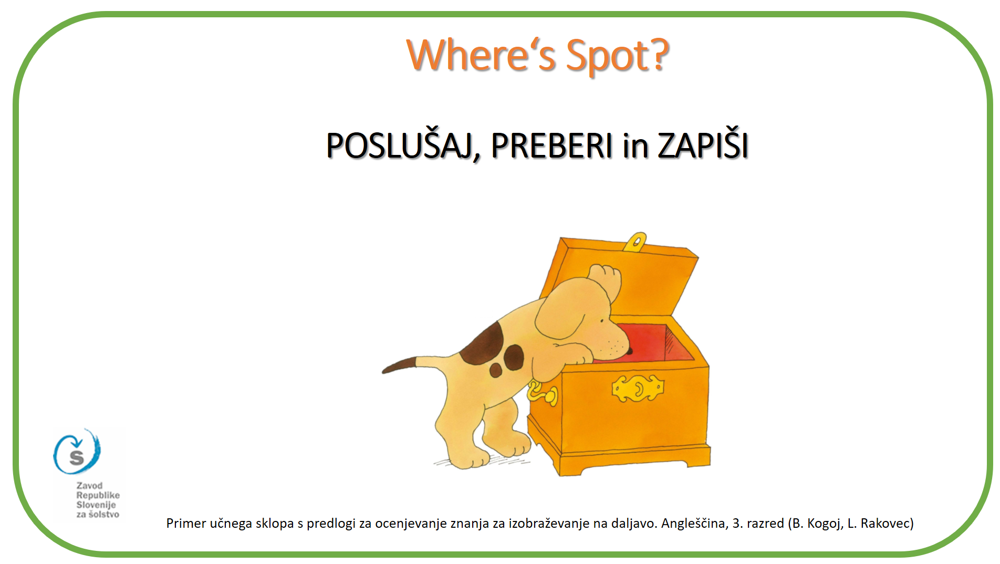 Where‘s Spot?
POSLUŠAJ, PREBERI in ZAPIŠI
S
Zavod
Republike
Slovenije
za šolstvo
Primer učnega sklopa s predlogi za ocenjevanje znanja za izobraževanje na daljavo. Angleščina, 3. razred (B. Kogoj, L. Rakovec)